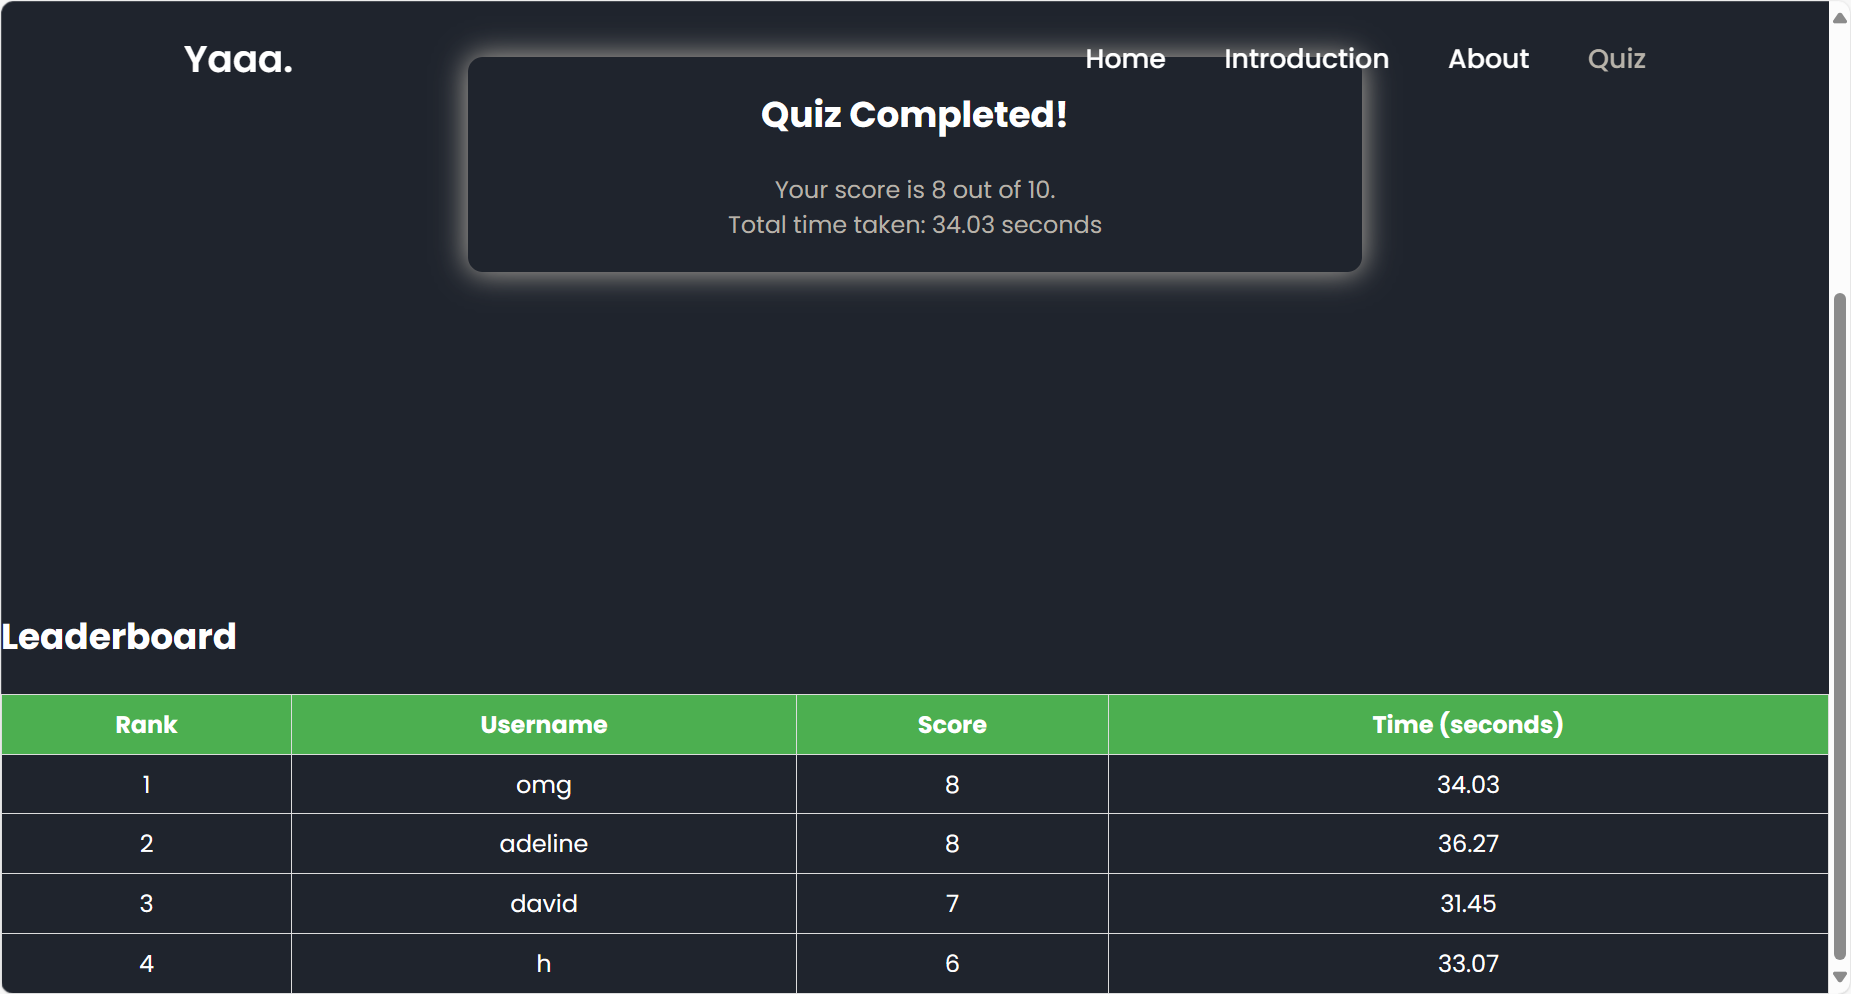 Yaaa. Home Introduction About Quiz
Quiz Completed!
Your score is 8 out of 10.
Total time taken: 34.03 seconds
Leaderboard
Rank Username Score Time (seconds)
1 omg 8 34.03
2 adeline 8 36.27
3 david 7 31.45
4 h 6 33.07